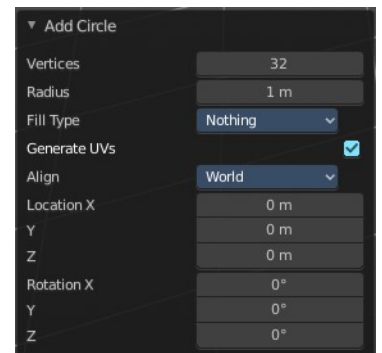 Add Circle
Vertices 32
Radius 1 m
Fill Type Nothing
Generate UVs
Align World
Location X 0 m
Y 0 m
Z 0 m
Rotation X 0°
Y 0°
Z 0°